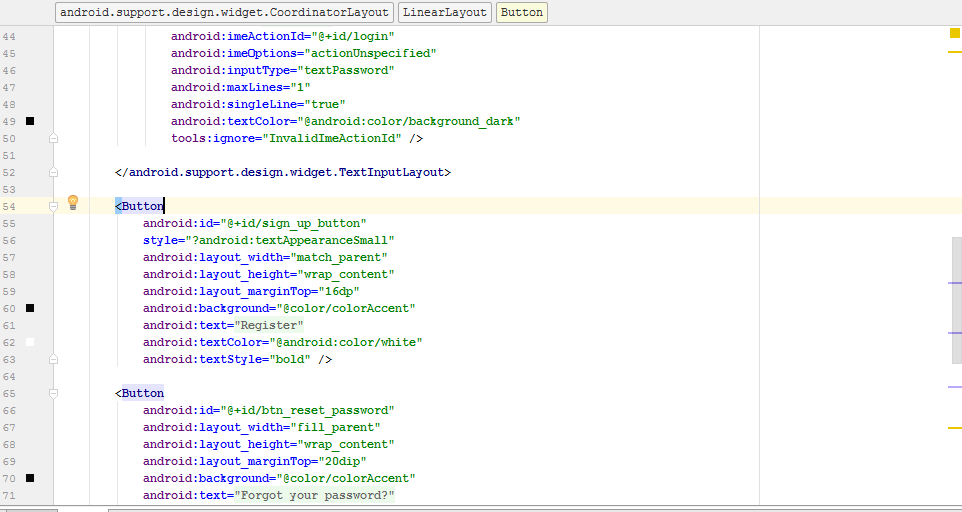 android.support.design.widget.CoordinatorLayout LinearLayout Button
44 android:imeActionId="@+id/login"
45 android:imeOptions="actionUnspecified"
46 android:inputType="textPassword"
47 android:maxLines="1"
48 android:singleLine="true"
49 android:textColor="@android:color/background_dark"
50 tools:ignore="InvalidImeActionId" />
51
52 </android.support.design.widget.TextInputLayout>
53
54 <Button
55 android:id="@+id/sign_up_button"
56 style="?android:textAppearanceSmall"
57 android:layout_width="match_parent"
58 android:layout_height="wrap_content"
59 android:layout_marginTop="16dp"
60 android:background="@color/colorAccent"
61 android:text="Register"
62 android:textColor="@android:color/white"
63 android:textStyle="bold" />
64
65 <Button
66 android:id="@+id/btn_reset_password"
67 android:layout_width="fill_parent"
68 android:layout_height="wrap_content"
69 android:layout_marginTop="20dip"
70 android:background="@color/colorAccent"
71 android:text="Forgot your password?"